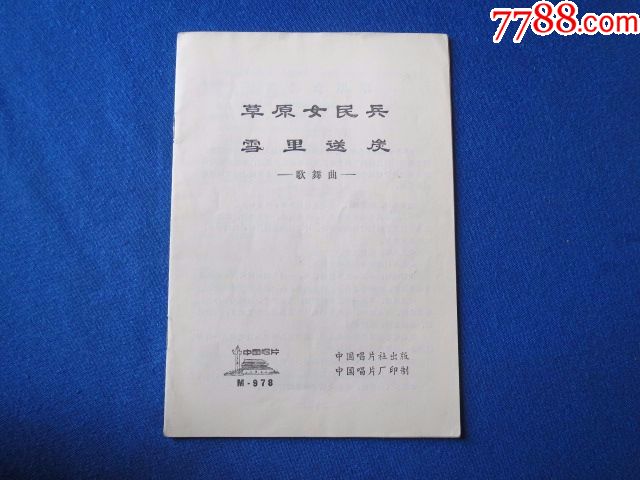 7788.com
草原女民兵
雪里送炭
—歌舞曲—
中国唱片
M-978
中国唱片社出版
中国唱片厂印制